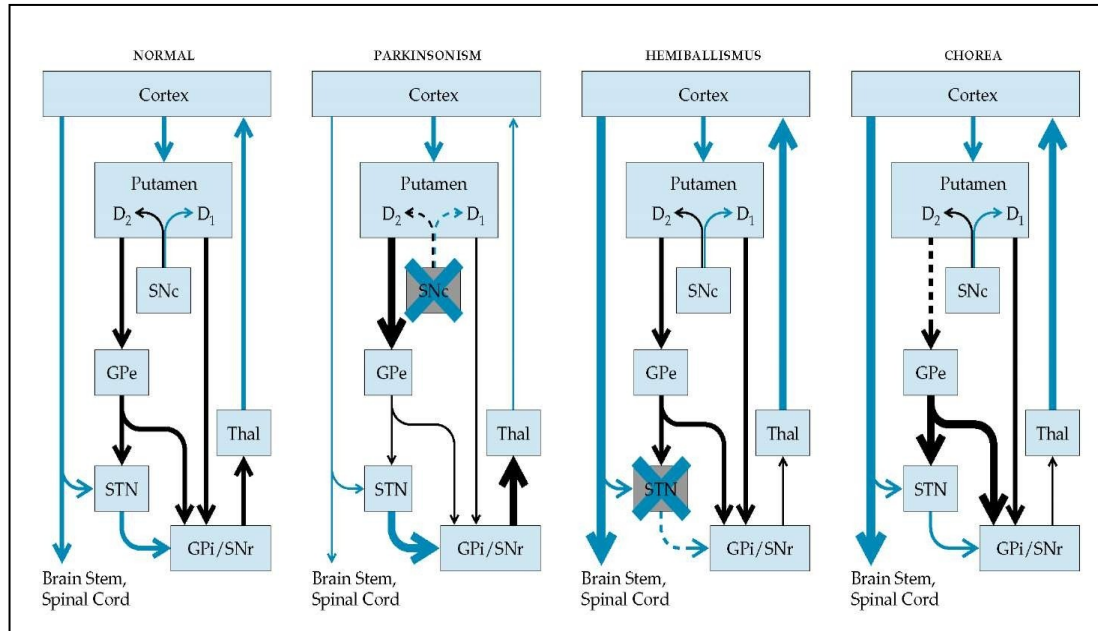 NORMAL
Cortex
Putamen
D2 D1
SNc
GPe
Thal
STN
GPi/SNr
Brain Stem,
Spinal Cord
PARKINSONISM
Cortex
Putamen
D2 D1
SNc
GPe
Thal
STN
GPi/SNr
Brain Stem,
Spinal Cord
HEMIBALLISMUS
Cortex
Putamen
D2 D1
SNc
GPe
Thal
STN
GPi/SNr
Brain Stem,
Spinal Cord
CHOREA
Cortex
Putamen
D2 D1
SNc
GPe
Thal
STN
GPi/SNr
Brain Stem,
Spinal Cord